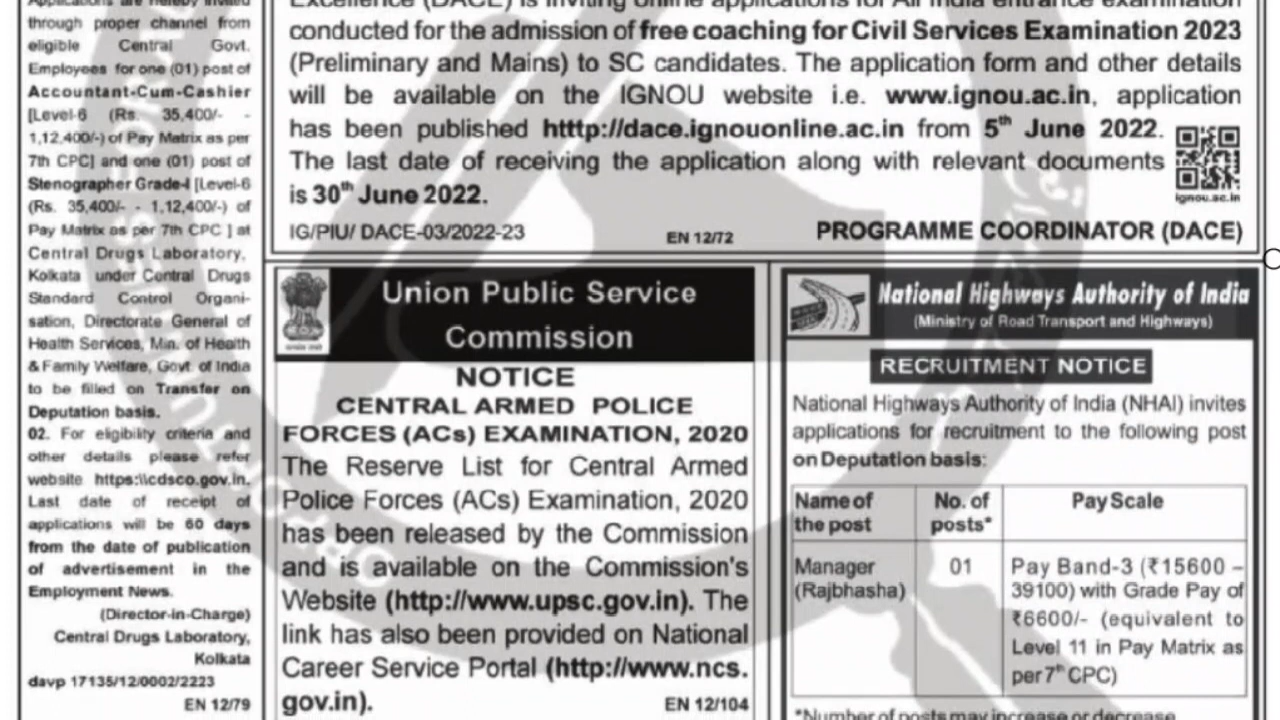 Applications are hereby invited
through proper channel from
eligible Central Govt.
Employees for one (01) post of
Accountant-Cum-Cashier
[Level-6 (Rs. 35,400/- -
1,12,400/-) of Pay Matrix as per
7th CPC] and one (01) post of
Stenographer Grade-I [Level-6
(Rs. 35,400/- - 1,12,400/-) of
Pay Matrix as per 7th CPC ] at
Central Drugs Laboratory,
Kolkata under Central Drugs
Standard Control Organi-
sation, Directorate General of
Health Services, Min. of Health
& Family Welfare, Govt. of India
to be filled on Transfer on
Deputation basis.
02. For eligibility criteria and
other details please refer
website https:\\cdsco.gov.in.
Last date of receipt of
applications will be 60 days
from the date of publication
of advertisement in the
Employment News.
(Director-in-Charge)
Central Drugs Laboratory,
Kolkata
davp 17135/12/0002/2223
EN 12/79
Excellence (DACE) is inviting online applications for All India entrance examination
conducted for the admission of free coaching for Civil Services Examination 2023
(Preliminary and Mains) to SC candidates. The application form and other details
will be available on the IGNOU website i.e. www.ignou.ac.in, application
has been published htttp://dace.ignouonline.ac.in from 5th June 2022.
The last date of receiving the application along with relevant documents
is 30th June 2022.
ignou.ac.in
IG/PIU/ DACE-03/2022-23
EN 12/72
PROGRAMME COORDINATOR (DACE)
Union Public Service
Commission
NOTICE
CENTRAL ARMED POLICE
FORCES (ACs) EXAMINATION, 2020
The Reserve List for Central Armed
Police Forces (ACs) Examination, 2020
has been released by the Commission
and is available on the Commission's
Website (http://www.upsc.gov.in). The
link has also been provided on National
Career Service Portal (http://www.ncs.
gov.in).
EN 12/104
National Highways Authority of India
(Ministry of Road Transport and Highways)
RECRUITMENT NOTICE
National Highways Authority of India (NHAI) invites
applications for recruitment to the following post
on Deputation basis:
Name of the post No. of posts* Pay Scale
Manager (Rajbhasha) 01 Pay Band-3 (₹15600 –
39100) with Grade Pay of
₹6600/- (equivalent to
Level 11 in Pay Matrix as
per 7th CPC)
*Number of posts may increase or decrease